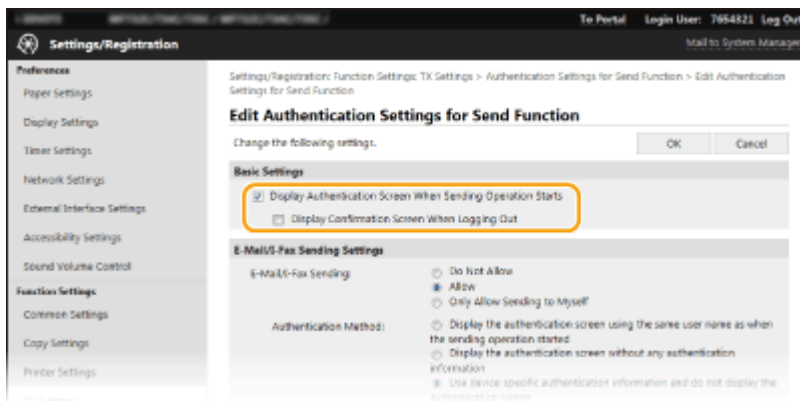 To Portal Login User: 7654321 Log Out
Settings/Registration
Mail to System Manager
Preferences
Paper Settings
Display Settings
Timer Settings
Network Settings
External Interface Settings
Accessibility Settings
Sound Volume Control
Function Settings
Common Settings
Copy Settings
Printer Settings
Settings/Registration: Function Settings: TX Settings > Authentication Settings for Send Function > Edit Authentication
Settings for Send Function
Edit Authentication Settings for Send Function
Change the following settings.
OK
Cancel
Basic Settings
Display Authentication Screen When Sending Operation Starts
Display Confirmation Screen When Logging Out
E-Mail/I-Fax Sending Settings
E-Mail/I-Fax Sending:
Do Not Allow
Allow
Only Allow Sending to Myself
Authentication Method:
Display the authentication screen using the same user name as when
the sending operation started
Display the authentication screen without any authentication
information
Use device-specific authentication information and do not display the
authentication screen